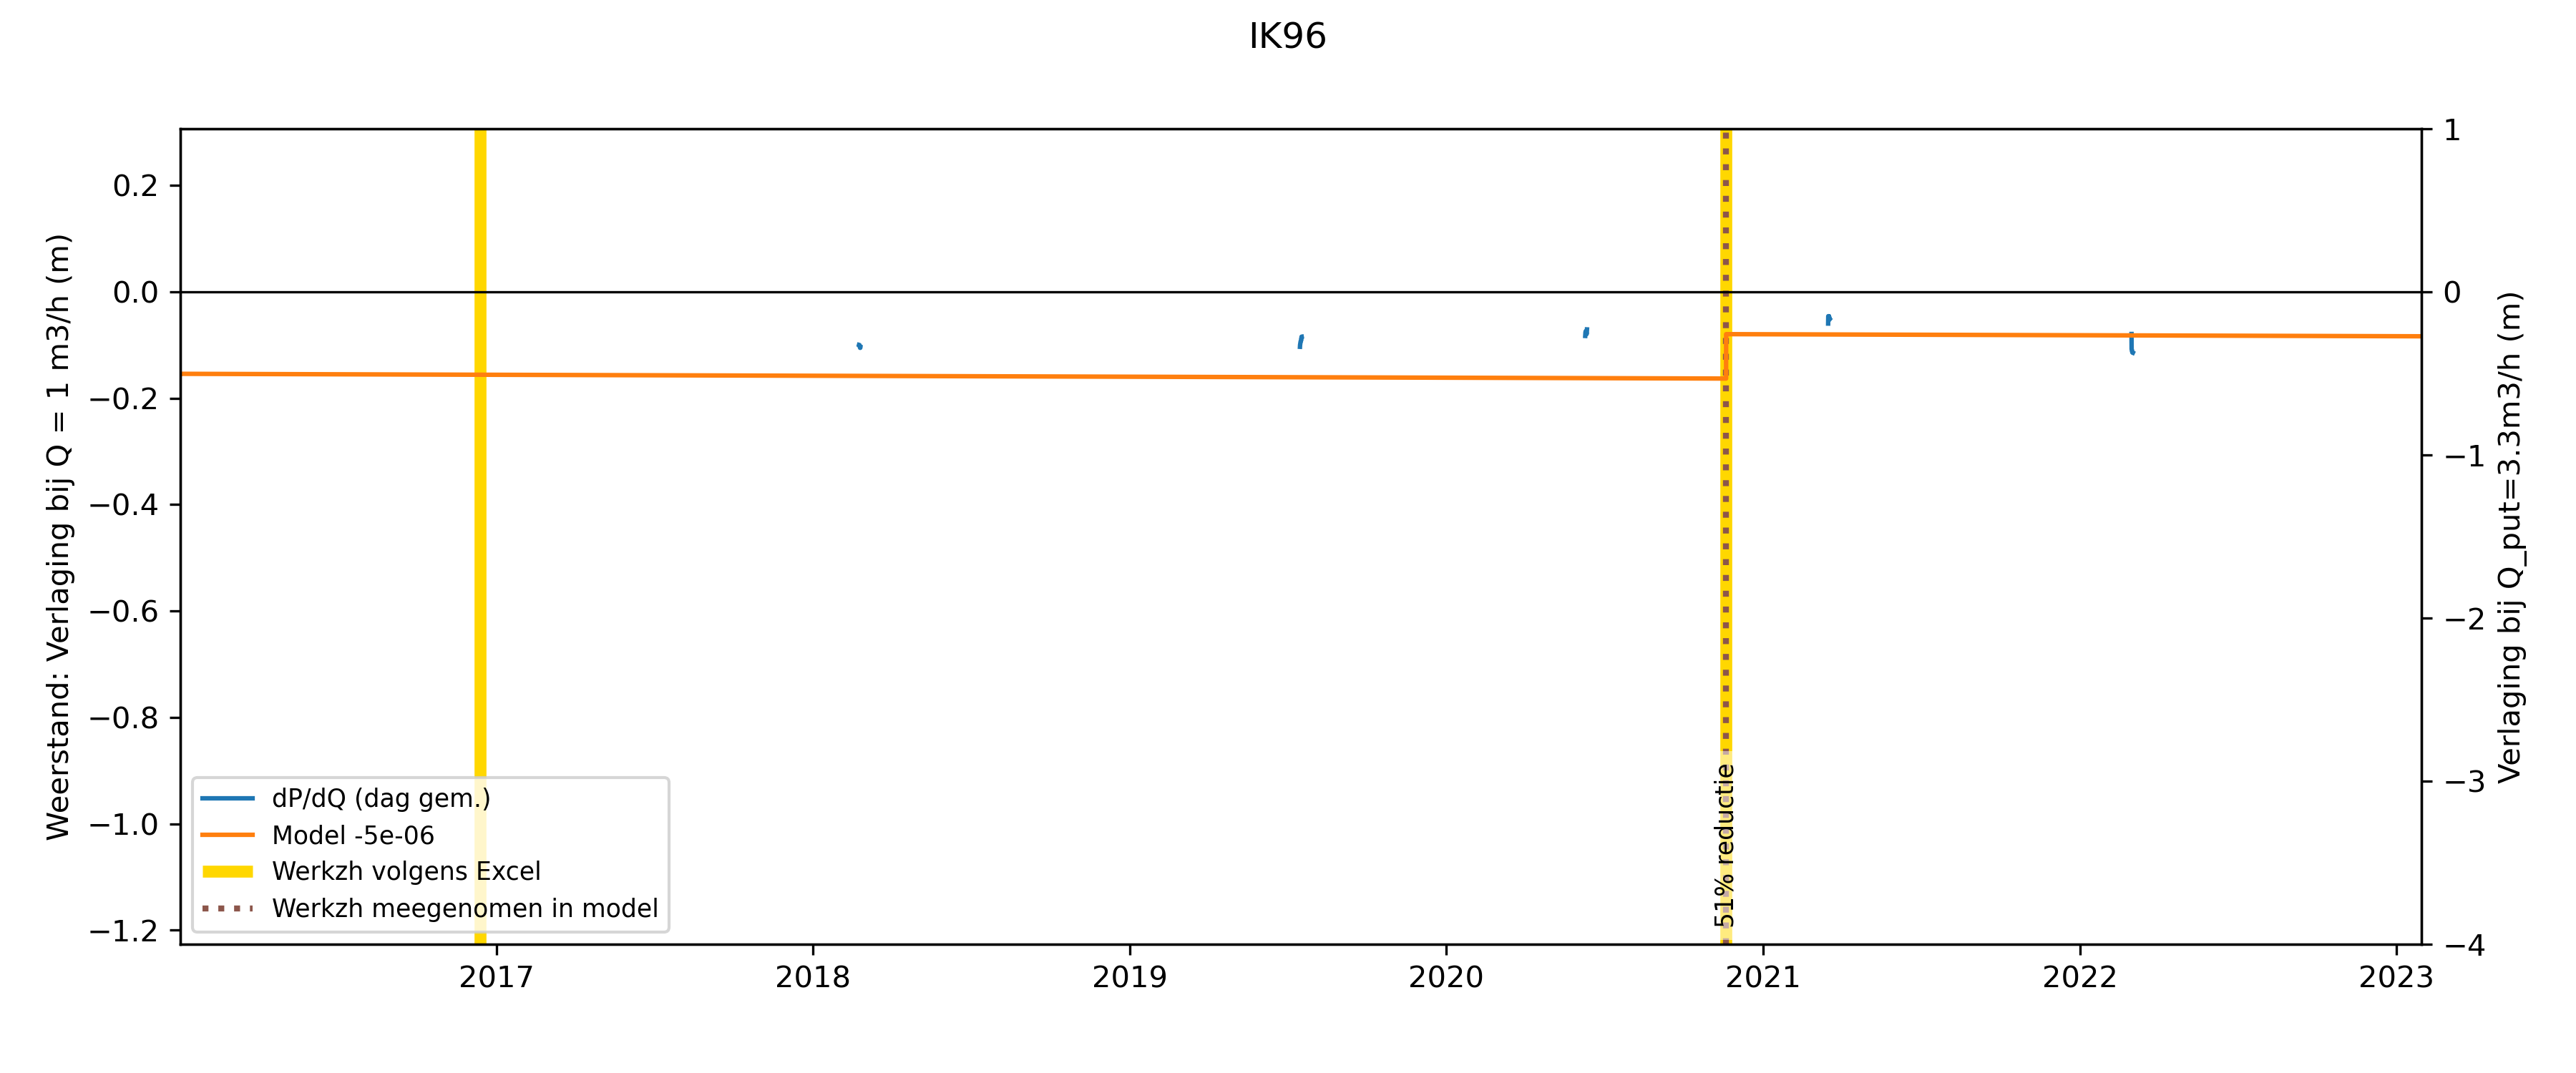 IK96
Weerstand: Verlaging bij Q = 1 m3/h (m)
0.2
0.0
−0.2
−0.4
−0.6
−0.8
−1.0
−1.2
1
0
−1
−2
−3
−4
Verlaging bij Q_put=3.3m3/h (m)
51% reductie
dP/dQ (dag gem.)
Model -5e-06
Werkzh volgens Excel
Werkzh meegenomen in model
2017
2018
2019
2020
2021
2022
2023